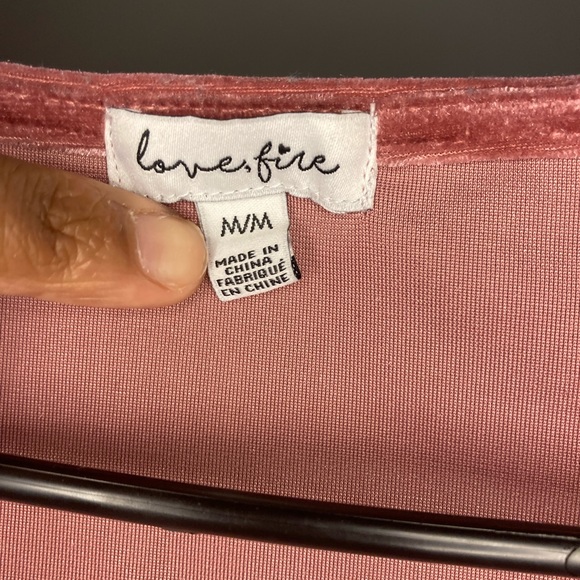 love, fire
M/M
MADE IN
CHINA
FABRIQUÉ
EN CHINE